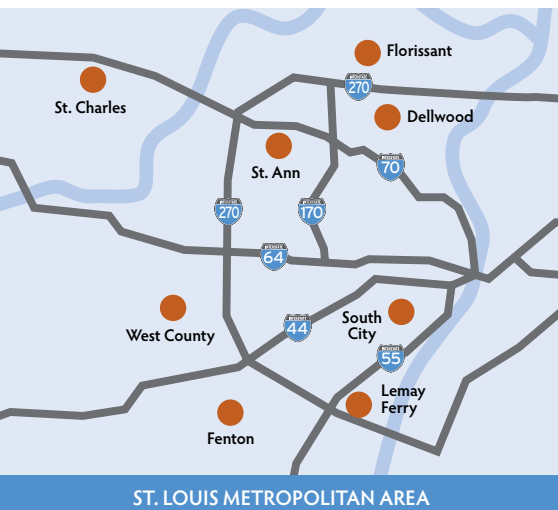 Florissant
270
St. Charles
Dellwood
70
St. Ann
270
170
64
West County
44
South
City
55
Lemay
Ferry
Fenton
ST. LOUIS METROPOLITAN AREA